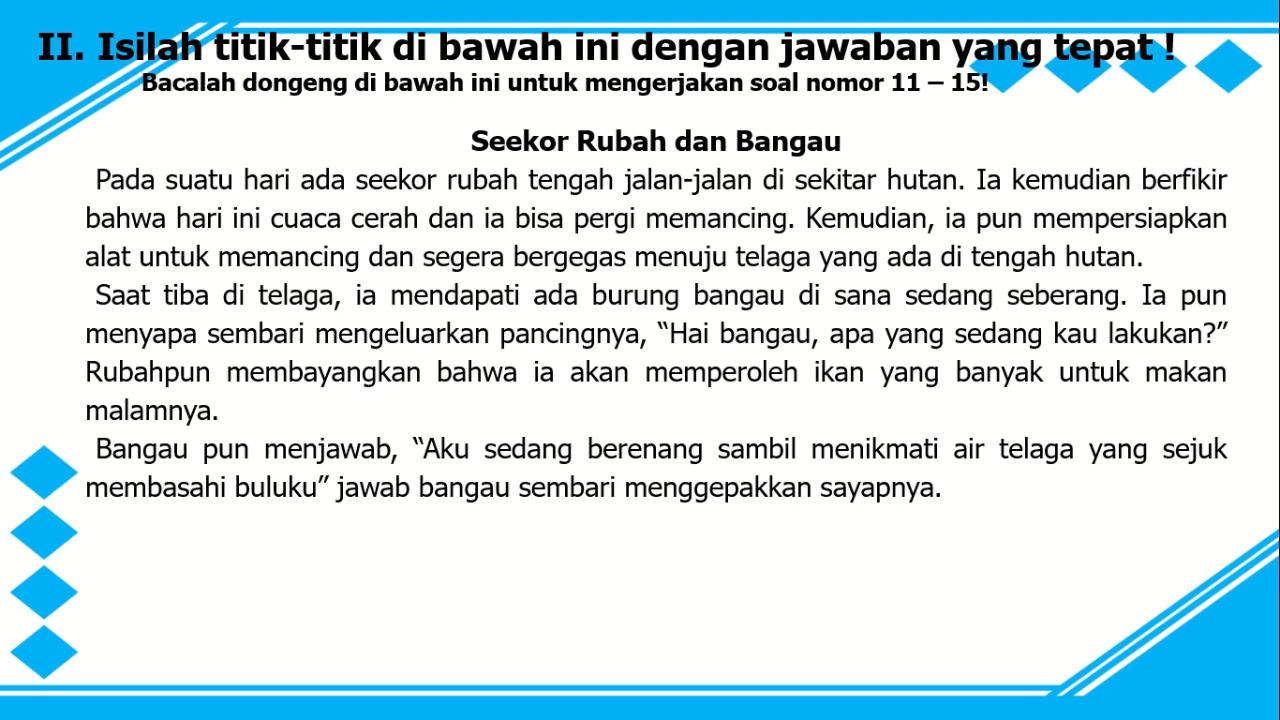 II. Isilah titik-titik di bawah ini dengan jawaban yang tepat !
Bacalah dongeng di bawah ini untuk mengerjakan soal nomor 11 – 15!
Seekor Rubah dan Bangau
Pada suatu hari ada seekor rubah tengah jalan-jalan di sekitar hutan. Ia kemudian berfikir
bahwa hari ini cuaca cerah dan ia bisa pergi memancing. Kemudian, ia pun mempersiapkan
alat untuk memancing dan segera bergegas menuju telaga yang ada di tengah hutan.
Saat tiba di telaga, ia mendapati ada burung bangau di sana sedang seberang. Ia pun
menyapa sembari mengeluarkan pancingnya, “Hai bangau, apa yang sedang kau lakukan?”
Rubahpun membayangkan bahwa ia akan memperoleh ikan yang banyak untuk makan
malamnya.
Bangau pun menjawab, “Aku sedang berenang sambil menikmati air telaga yang sejuk
membasahi buluku” jawab bangau sembari menggepakkan sayapnya.